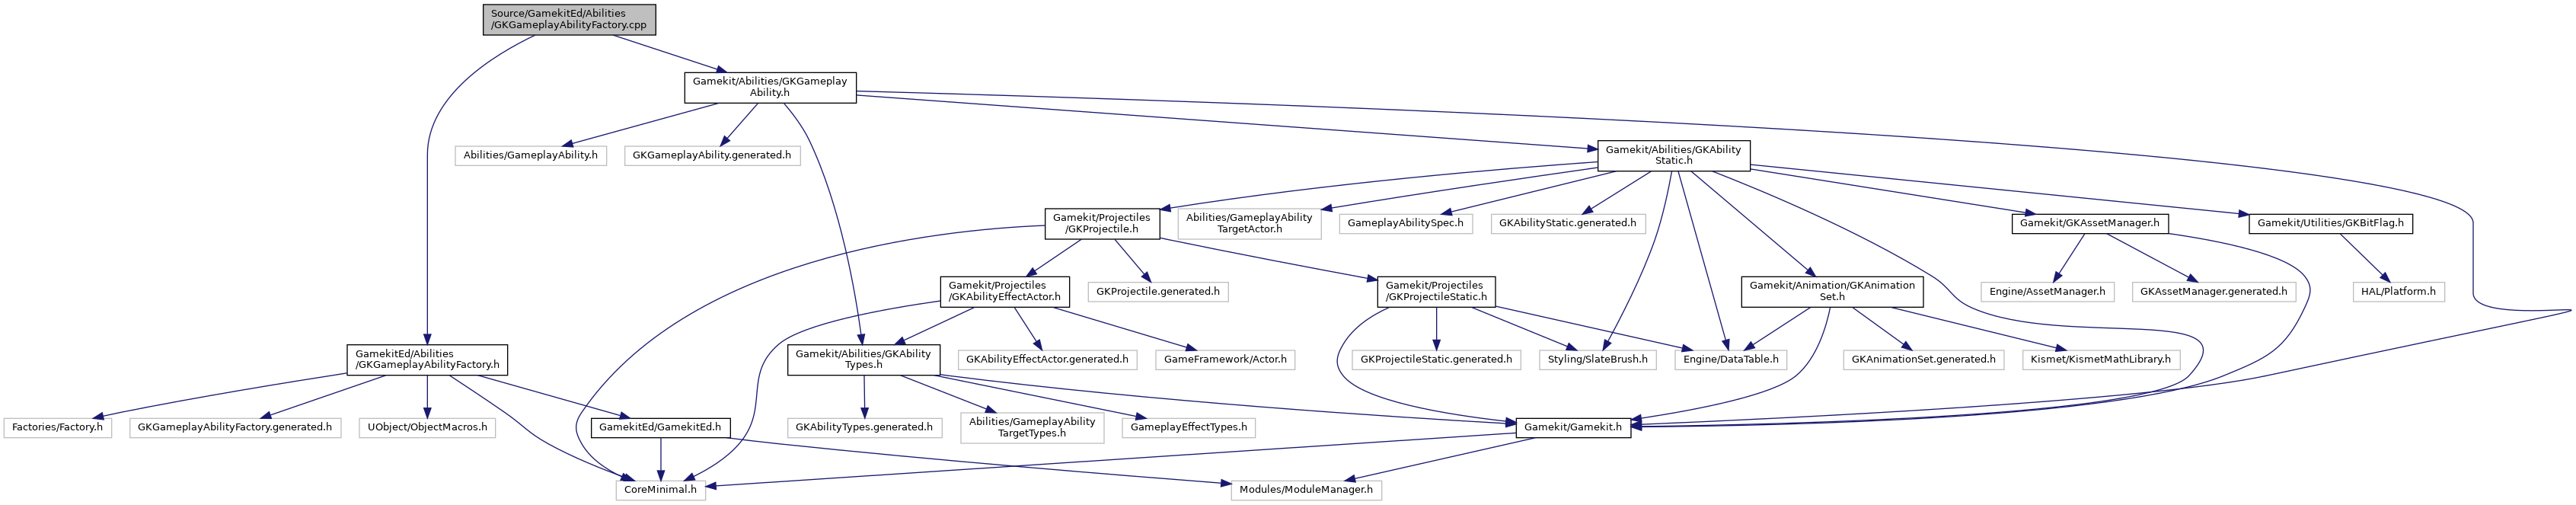 Source/GamekitEd/Abilities
/GKGameplayAbilityFactory.cpp
Gamekit/Abilities/GKGameplay
Ability.h
Abilities/GameplayAbility.h
GKGameplayAbility.generated.h
Gamekit/Abilities/GKAbility
Static.h
Gamekit/Projectiles
/GKProjectile.h
Abilities/GameplayAbility
TargetActor.h
GameplayAbilitySpec.h
GKAbilityStatic.generated.h
Gamekit/GKAssetManager.h
Gamekit/Utilities/GKBitFlag.h
Gamekit/Projectiles
/GKAbilityEffectActor.h
GKProjectile.generated.h
Gamekit/Projectiles
/GKProjectileStatic.h
Gamekit/Animation/GKAnimation
Set.h
Engine/AssetManager.h
GKAssetManager.generated.h
HAL/Platform.h
GamekitEd/Abilities
/GKGameplayAbilityFactory.h
Gamekit/Abilities/GKAbility
Types.h
GKAbilityEffectActor.generated.h
GameFramework/Actor.h
GKProjectileStatic.generated.h
Styling/SlateBrush.h
Engine/DataTable.h
GKAnimationSet.generated.h
Kismet/KismetMathLibrary.h
Factories/Factory.h
GKGameplayAbilityFactory.generated.h
UObject/ObjectMacros.h
GamekitEd/GamekitEd.h
GKAbilityTypes.generated.h
Abilities/GameplayAbility
TargetTypes.h
GameplayEffectTypes.h
Gamekit/Gamekit.h
CoreMinimal.h
Modules/ModuleManager.h